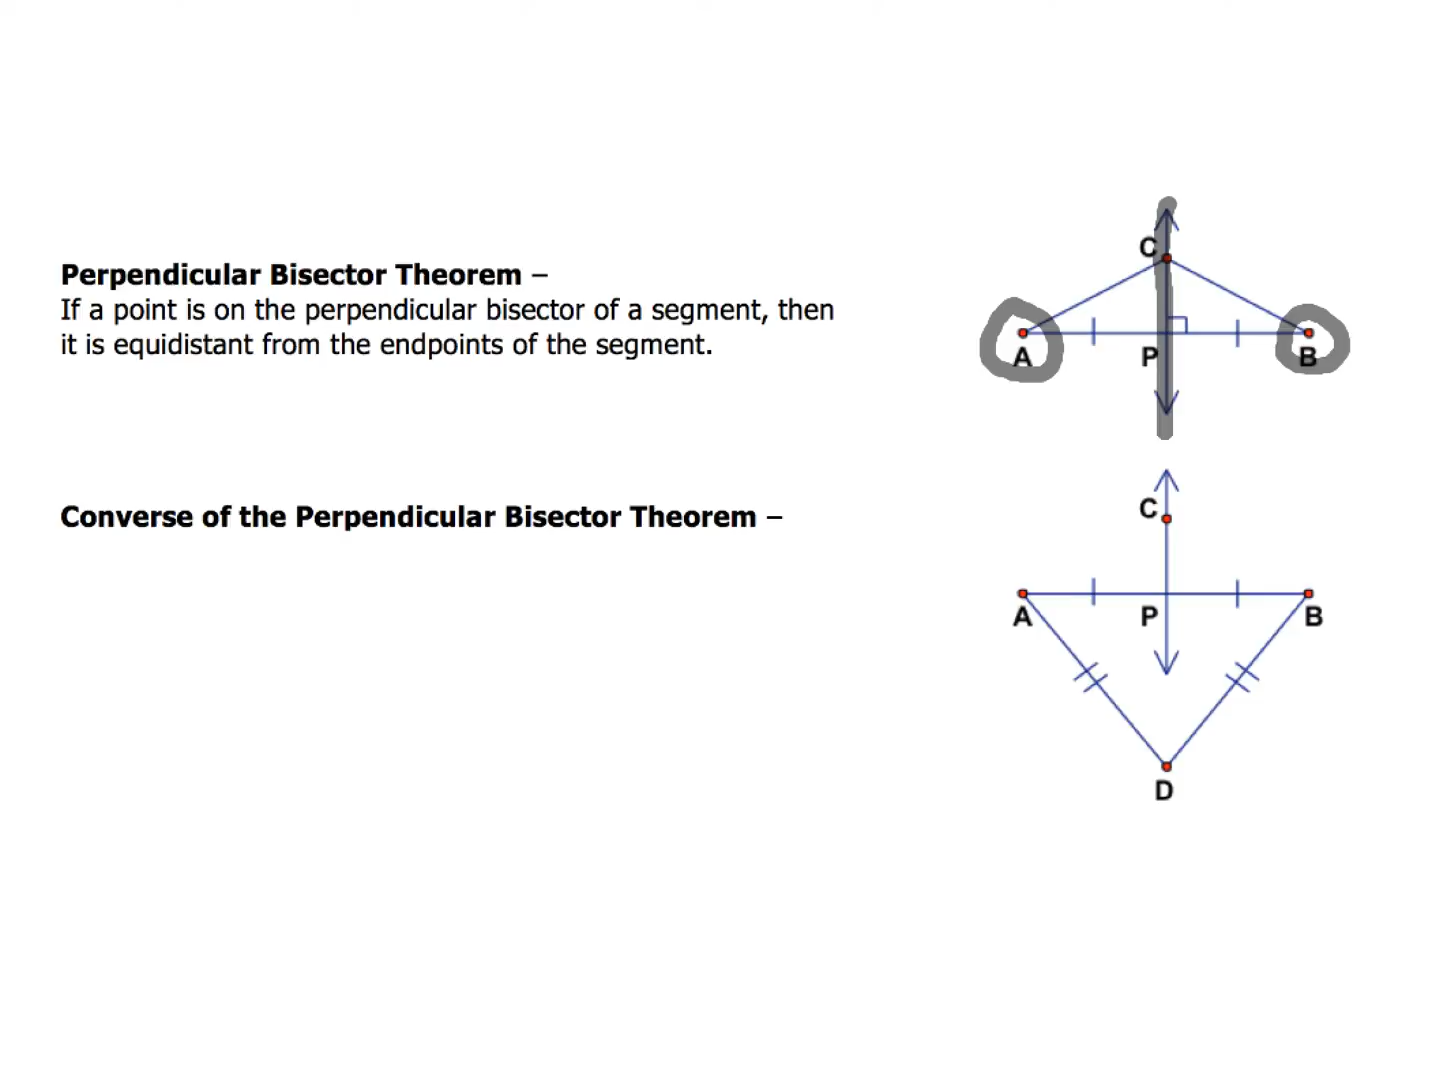 Perpendicular Bisector Theorem –
If a point is on the perpendicular bisector of a segment, then
it is equidistant from the endpoints of the segment.
C
A
P
B
Converse of the Perpendicular Bisector Theorem –
C
A
P
B
D